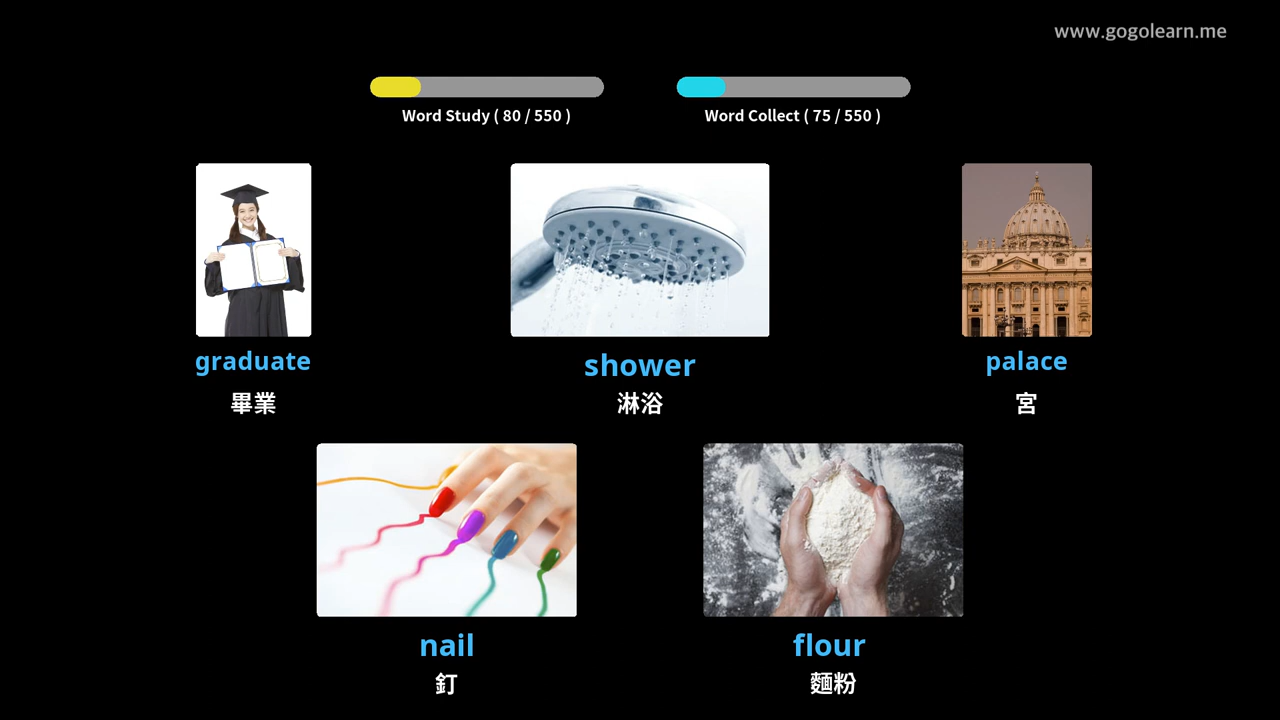 www.gogolearn.me
Word Study ( 80 / 550 )
Word Collect ( 75 / 550 )
graduate
畢業
shower
淋浴
palace
宮
nail
釘
flour
麵粉